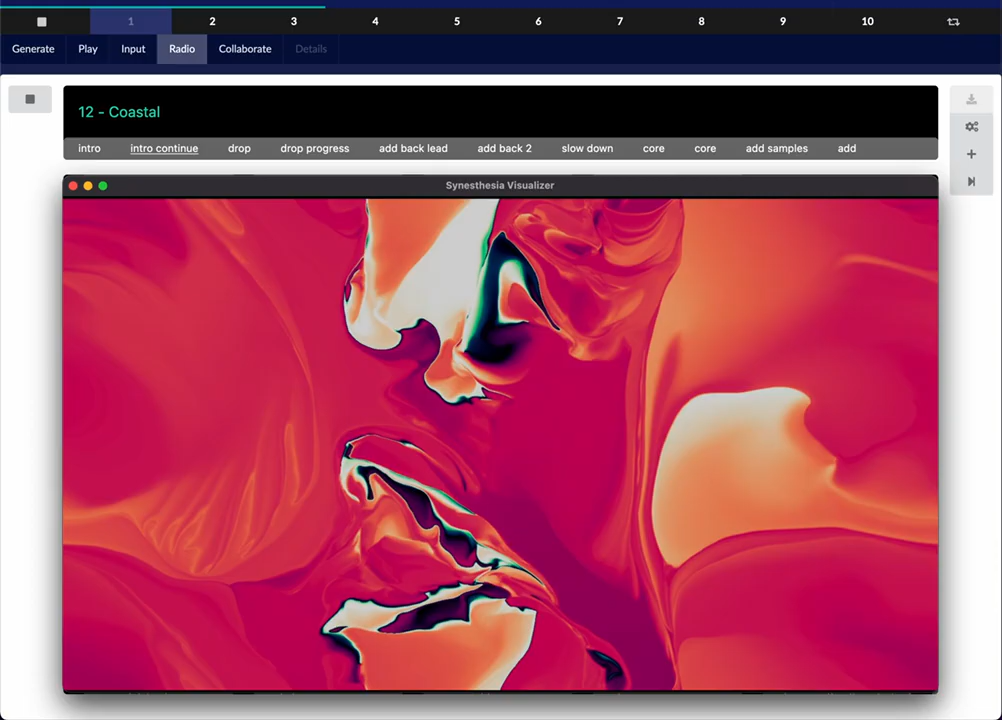 1 2 3 4 5 6 7 8 9 10
Generate Play Input Radio Collaborate Details
12 - Coastal
intro intro continue drop drop progress add back lead add back 2 slow down core core add samples add
Synesthesia Visualizer